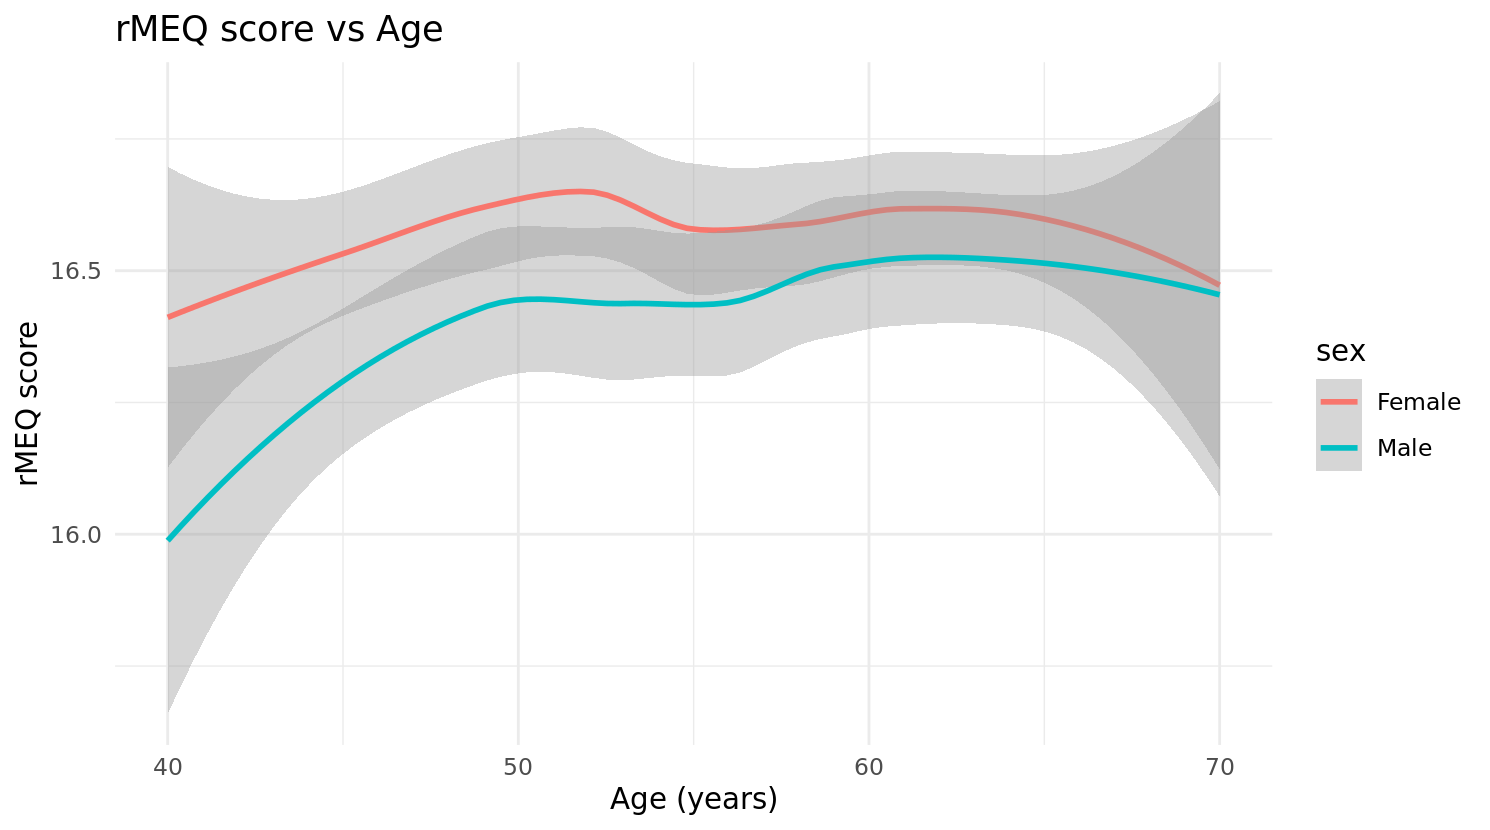 rMEQ score vs Age
rMEQ score
16.5
16.0
40
50
60
70
Age (years)
sex
Female
Male